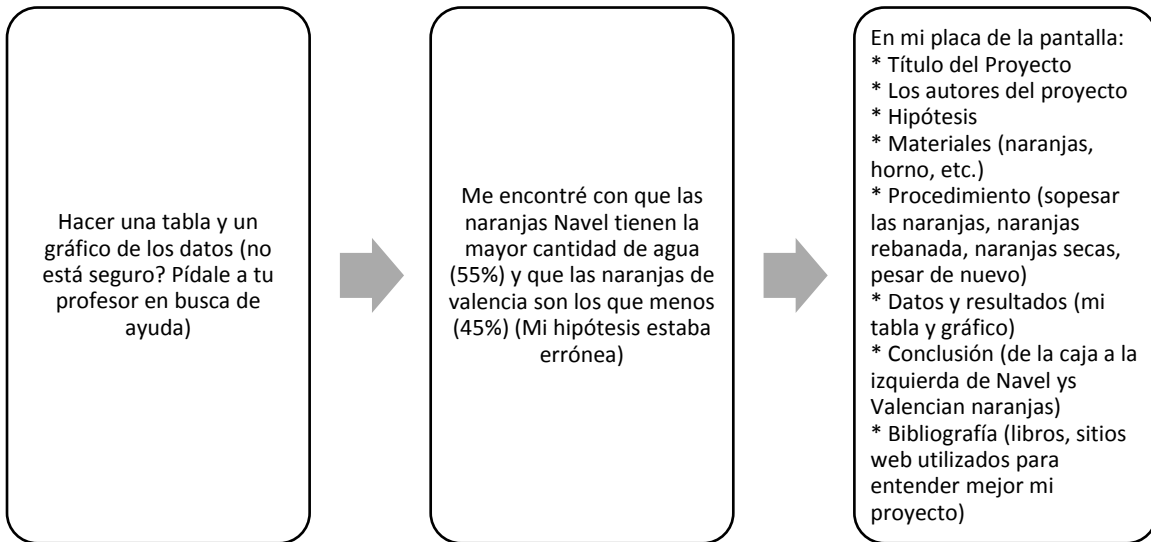 Hacer una tabla y un
gráfico de los datos (no
está seguro? Pídale a tu
profesor en busca de
ayuda)
Me encontré con que las
naranjas Navel tienen la
mayor cantidad de agua
(55%) y que las naranjas de
valencia son los que menos
(45%) (Mi hipótesis estaba
errónea)
En mi placa de la pantalla:
* Título del Proyecto
* Los autores del proyecto
* Hipótesis
* Materiales (naranjas,
horno, etc.)
* Procedimiento (sopesar
las naranjas, naranjas
rebanada, naranjas secas,
pesar de nuevo)
* Datos y resultados (mi
tabla y gráfico)
* Conclusión (de la caja a la
izquierda de Navel ys
Valencian naranjas)
* Bibliografía (libros, sitios
web utilizados para
entender mejor mi
proyecto)